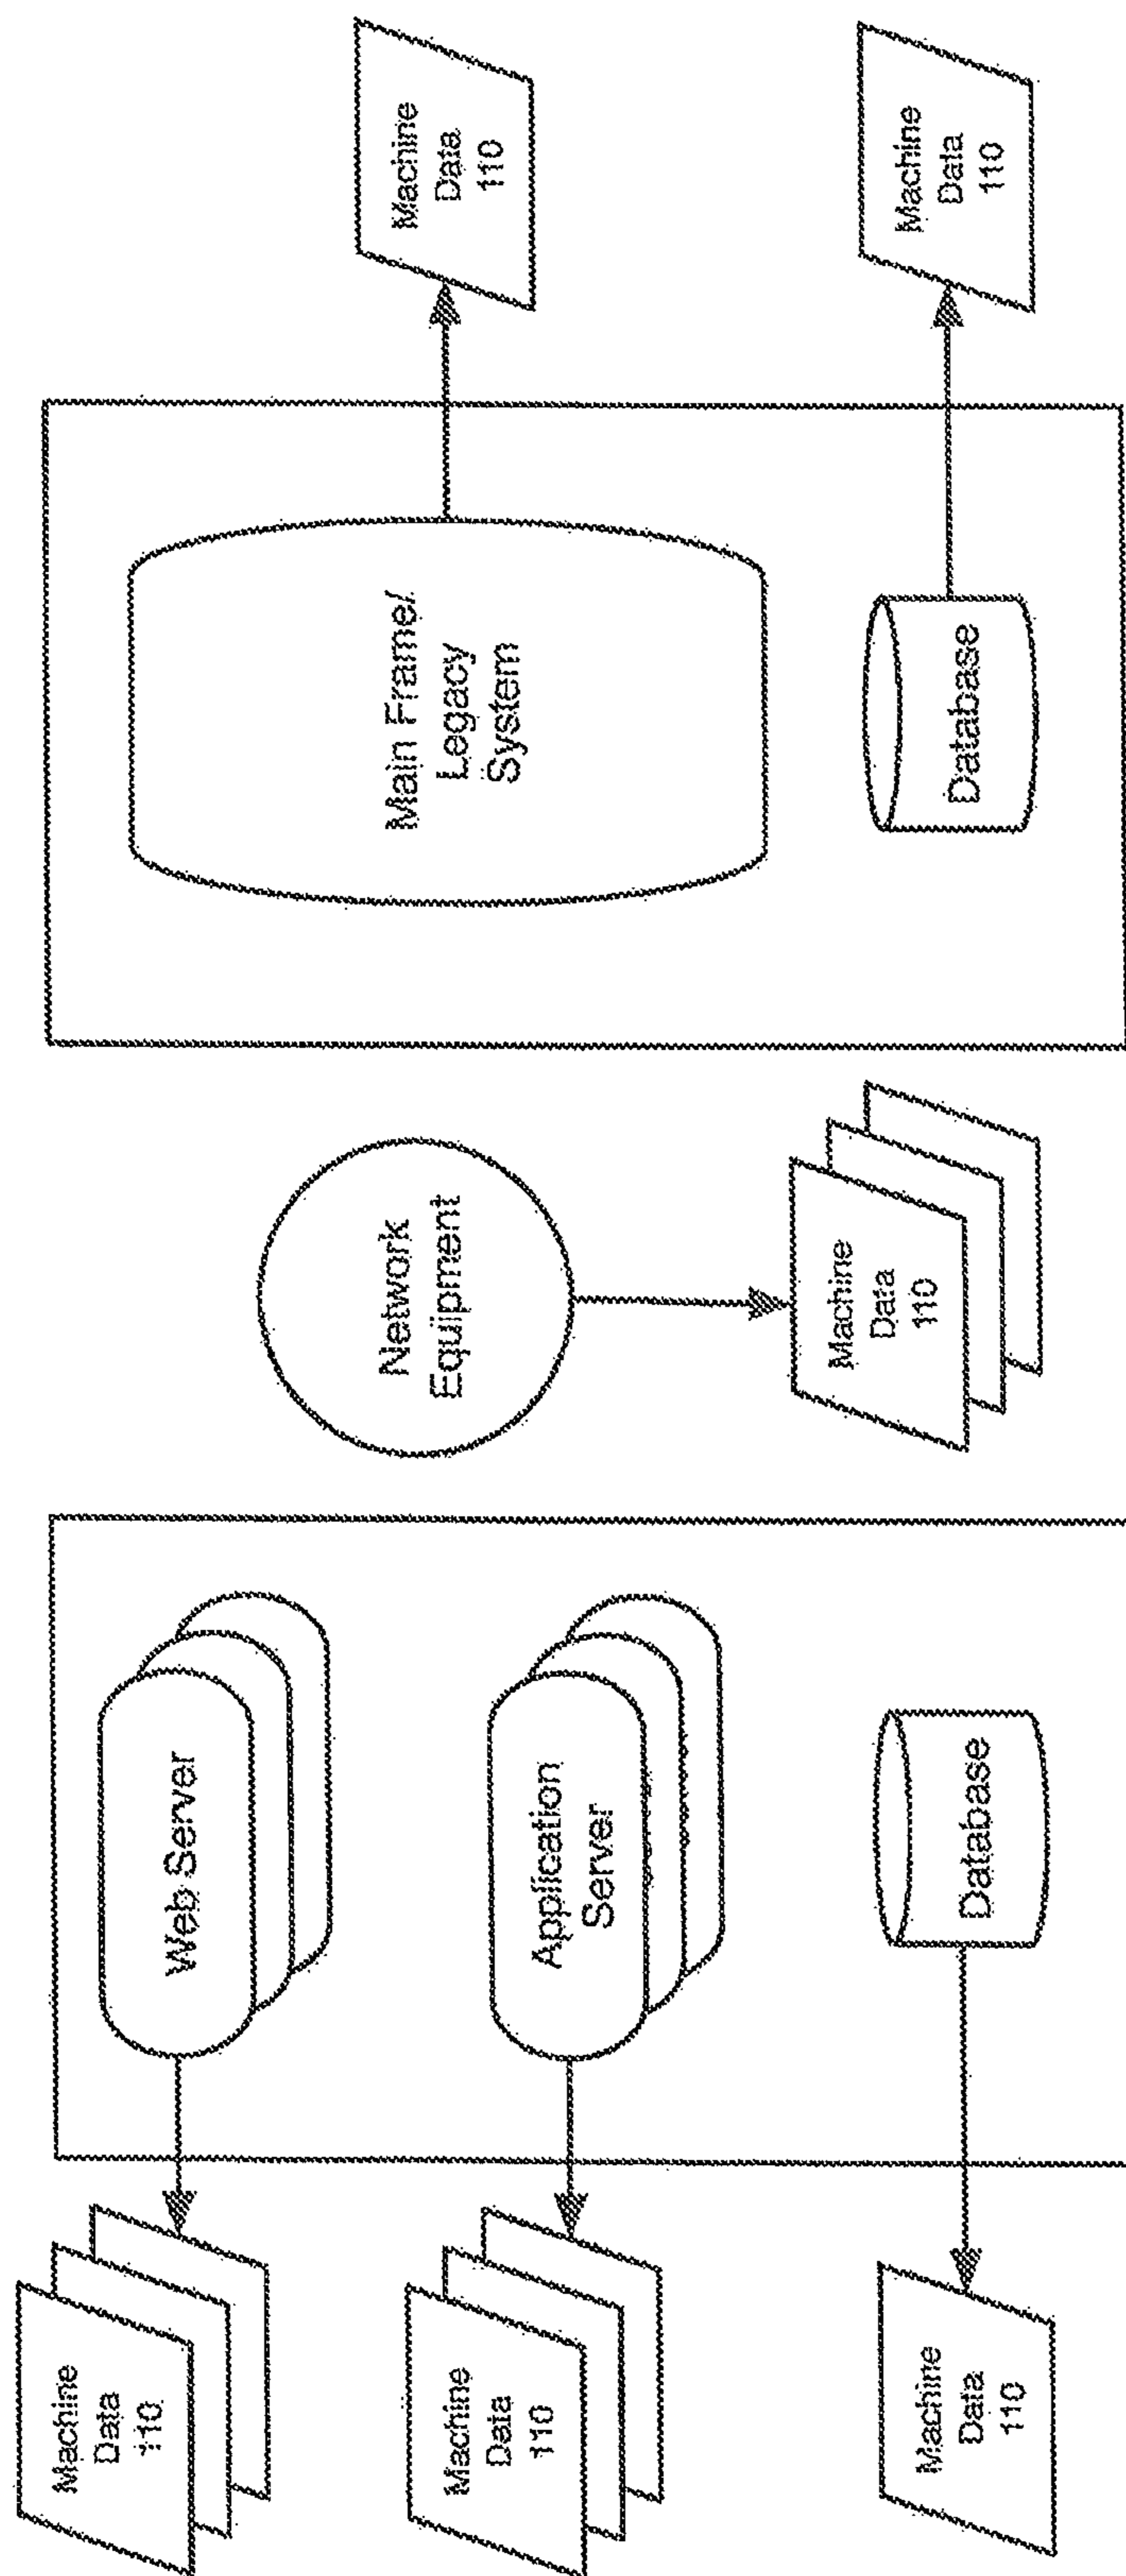 Machine
Data
110
Web Server
Machine
Data
110
Application
Server
Machine
Data
110
Database
Network
Equipment
Machine
Data
110
Main Frame/
Legacy
System
Machine
Data
110
Database
Machine
Data
110